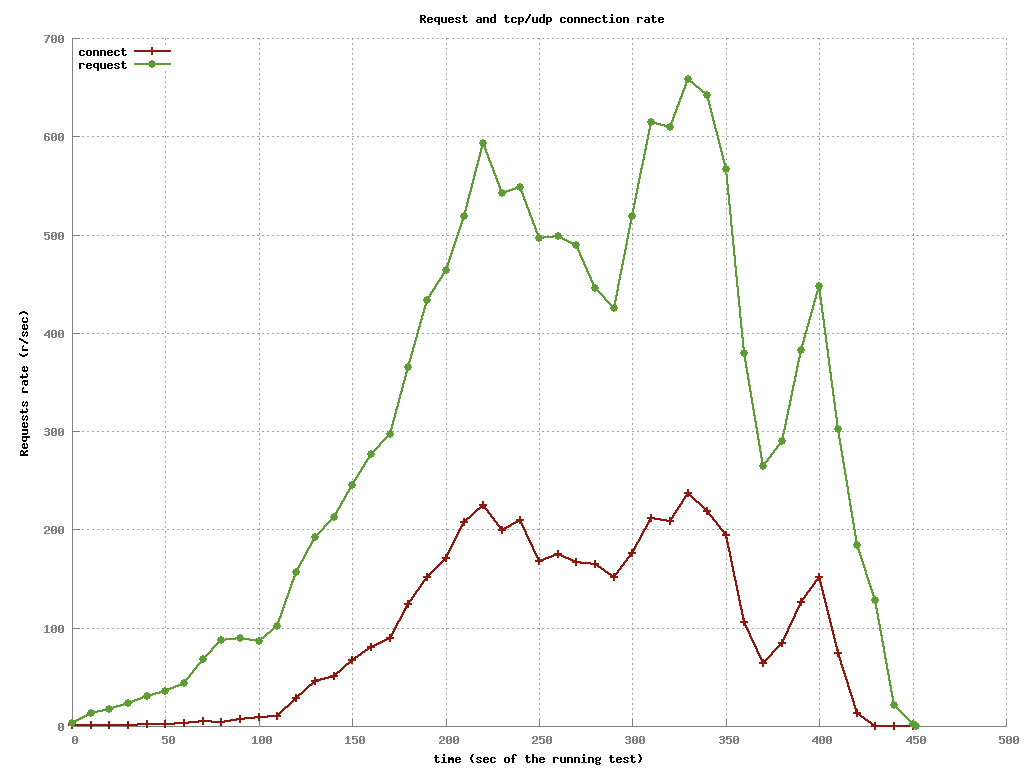 Request and tcp/udp connection rate
700
connect
request
600
500
400
300
200
100
0
Requests rate (r/sec)
0 50 100 150 200 250 300 350 400 450 500
time (sec of the running test)